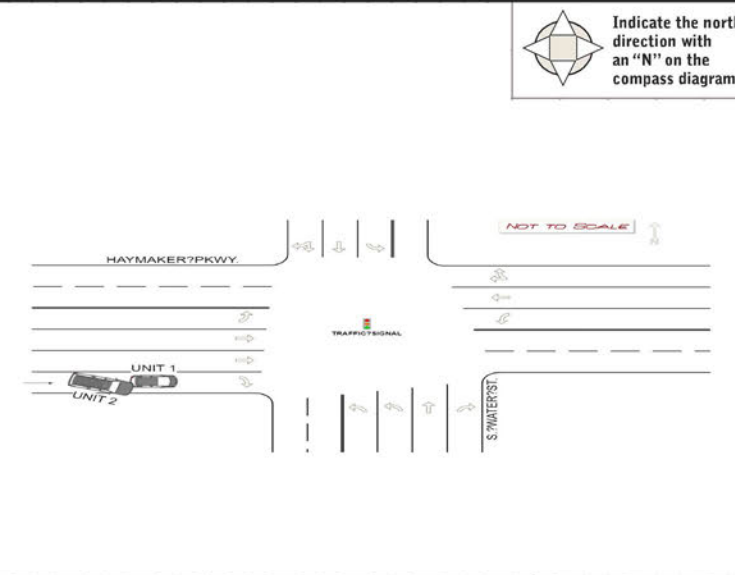 Indicate the north
direction with
an “N” on the
compass diagram
NOT TO SCALE
N
HAYMAKER?PKWY.
TRAFFIC?SIGNAL
UNIT 1
UNIT 2
S.?WATER?ST.